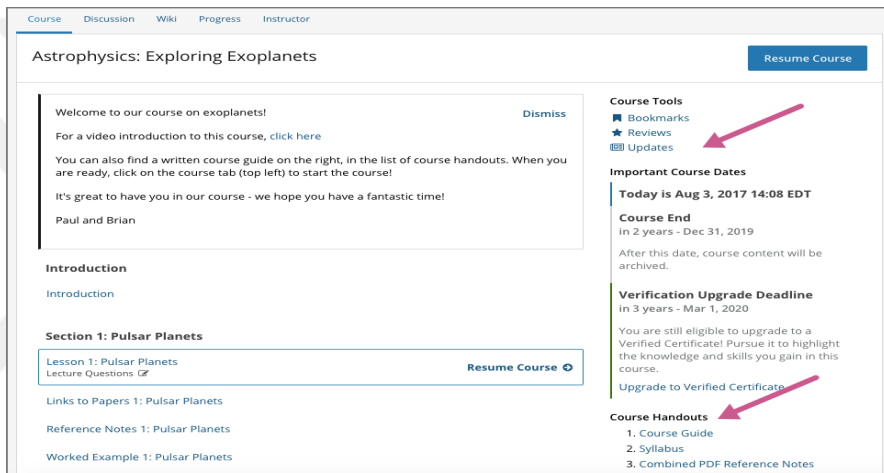 Course Discussion Wiki Progress Instructor
Astrophysics: Exploring Exoplanets
Resume Course
Welcome to our course on exoplanets!
Dismiss
For a video introduction to this course, click here
You can also find a written course guide on the right, in the list of course handouts. When you
are ready, click on the course tab (top left) to start the course!
It's great to have you in our course - we hope you have a fantastic time!
Paul and Brian
Introduction
Introduction
Section 1: Pulsar Planets
Lesson 1: Pulsar Planets
Lecture Questions
Resume Course
Links to Papers 1: Pulsar Planets
Reference Notes 1: Pulsar Planets
Worked Example 1: Pulsar Planets
Course Tools
Bookmarks
Reviews
Updates
Important Course Dates
Today is Aug 3, 2017 14:08 EDT
Course End
in 2 years - Dec 31, 2019
After this date, course content will be
archived.
Verification Upgrade Deadline
in 3 years - Mar 1, 2020
You are still eligible to upgrade to a
Verified Certificate! Pursue it to highlight
the knowledge and skills you gain in this
course.
Upgrade to Verified Certificate
Course Handouts
1. Course Guide
2. Syllabus
3. Combined PDF Reference Notes